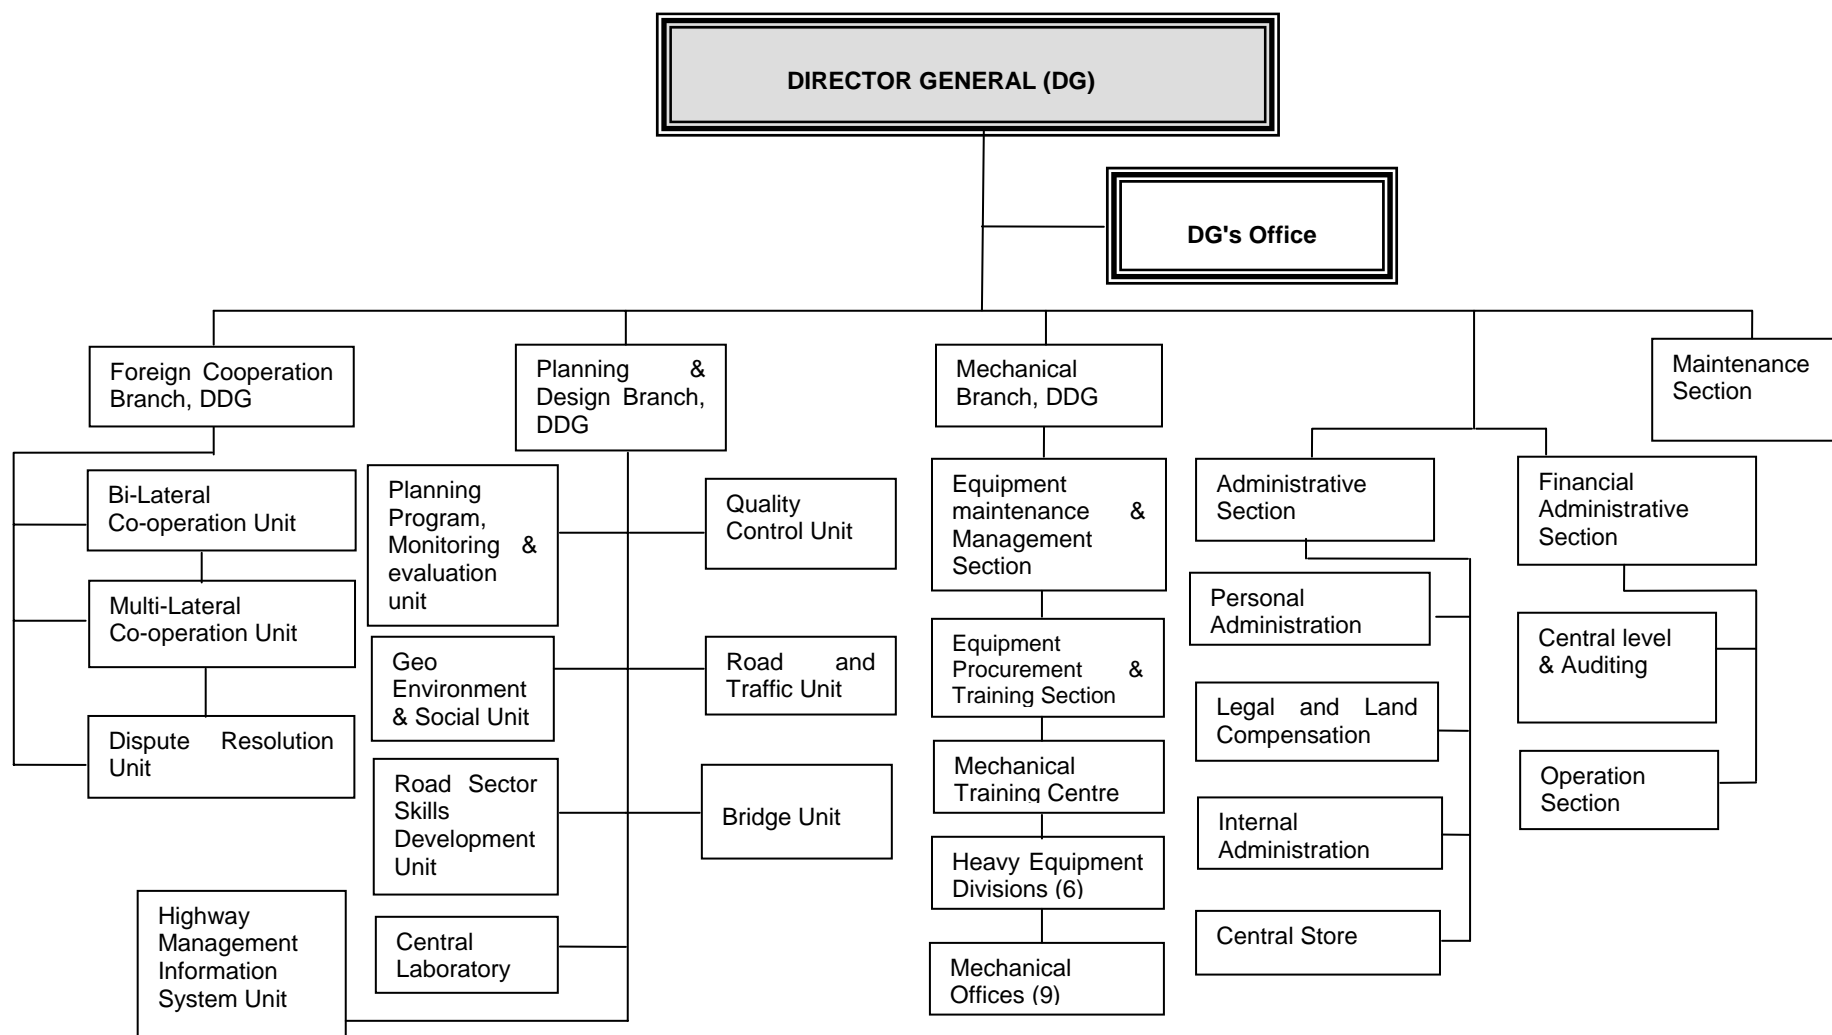 DIRECTOR GENERAL (DG)
DG's Office
Foreign Cooperation
Branch, DDG
Planning &
Design Branch,
DDG
Mechanical
Branch, DDG
Maintenance
Section
Bi-Lateral
Co-operation Unit
Multi-Lateral
Co-operation Unit
Dispute Resolution
Unit
Planning
Program,
Monitoring &
evaluation
unit
Quality
Control Unit
Geo
Environment
& Social Unit
Road and
Traffic Unit
Road Sector
Skills
Development
Unit
Bridge Unit
Central
Laboratory
Highway
Management
Information
System Unit
Equipment
maintenance &
Management
Section
Equipment
Procurement &
Training Section
Mechanical
Training Centre
Heavy Equipment
Divisions (6)
Mechanical
Offices (9)
Administrative
Section
Personal
Administration
Legal and Land
Compensation
Internal
Administration
Central Store
Financial
Administrative
Section
Central level
& Auditing
Operation
Section